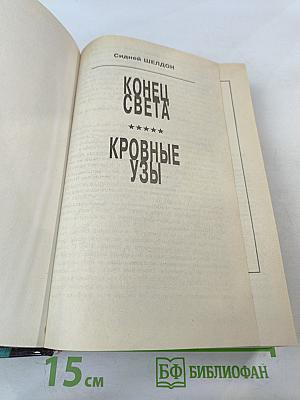 Сидней ШЕЛДОН
КОНЕЦ
СВЕТА
★★★★★
КРОВНЫЕ
УЗЫ
15 см
БФ БИБЛИОФАН